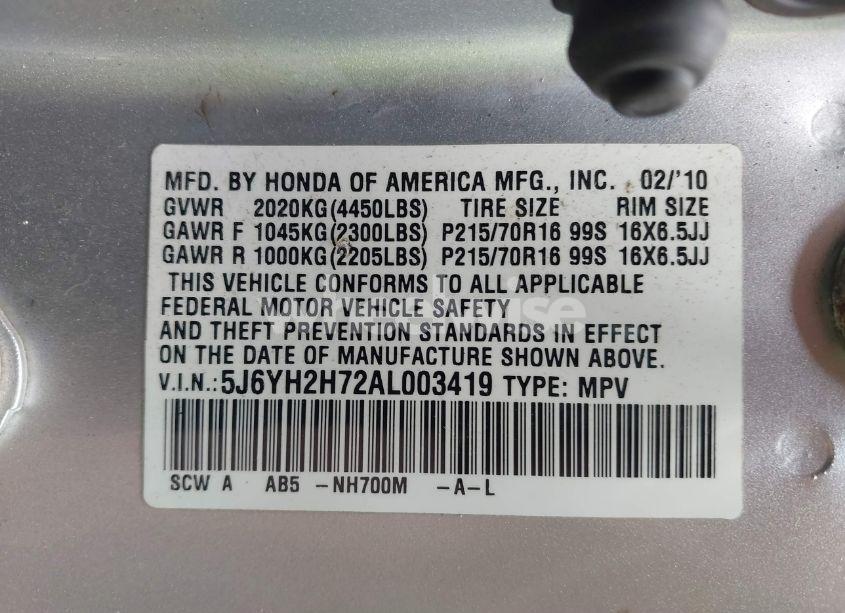 MFD. BY HONDA OF AMERICA MFG., INC. 02/'10
GVWR 2020KG(4450LBS) TIRE SIZE RIM SIZE
GAWR F 1045KG(2300LBS) P215/70R16 99S 16X6.5JJ
GAWR R 1000KG(2205LBS) P215/70R16 99S 16X6.5JJ
THIS VEHICLE CONFORMS TO ALL APPLICABLE
FEDERAL MOTOR VEHICLE SAFETY
AND THEFT PREVENTION STANDARDS IN EFFECT
ON THE DATE OF MANUFACTURE SHOWN ABOVE.
V.I.N.:5J6YH2H72AL003419 TYPE: MPV
SCW A AB5 -NH700M -A-L